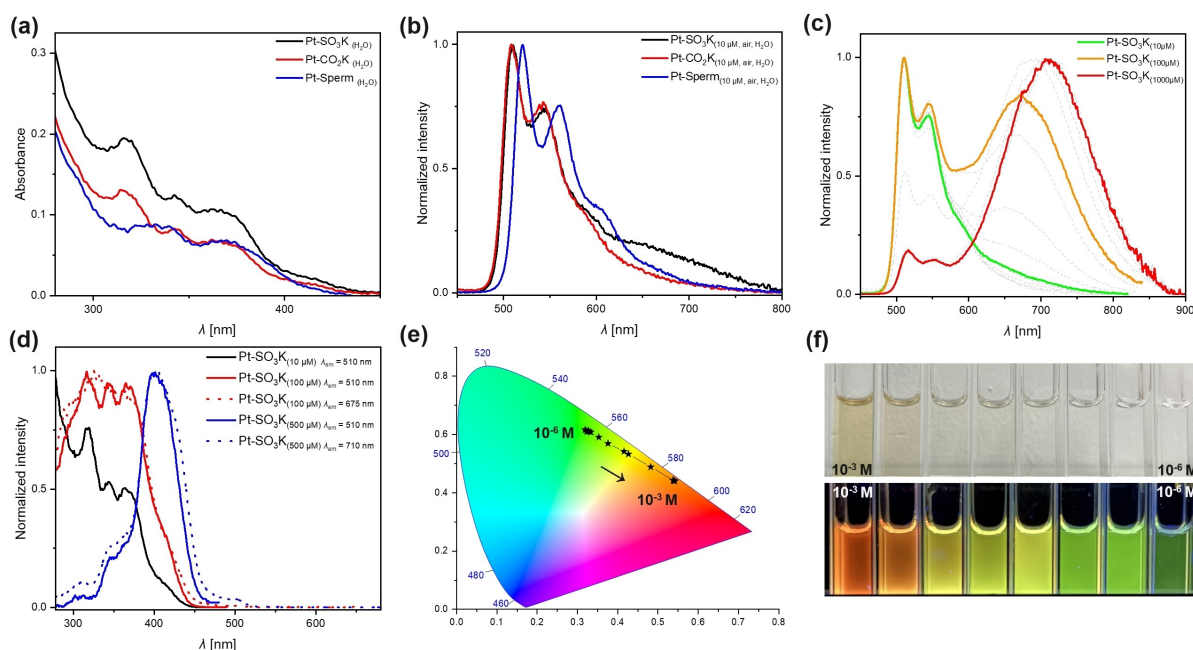 (a)
Pt-SO₃K (H₂O)
Pt-CO₂K (H₂O)
Pt-Sperm (H₂O)
Absorbance
0.3
0.2
0.1
0.0
300
400
λ [nm]
(b)
Pt-SO₃K(10 µM, air, H₂O)
Pt-CO₂K(10 µM, air, H₂O)
Pt-Sperm(10 µM, air, H₂O)
Normalized intensity
1.0
0.5
0.0
500
600
700
800
λ [nm]
(c)
Pt-SO₃K(10µM)
Pt-SO₃K(100µM)
Pt-SO₃K(1000µM)
Normalized intensity
1.0
0.5
0.0
500
600
700
800
900
λ [nm]
(d)
Pt-SO₃K(10 µM) λem = 510 nm
Pt-SO₃K(100 µM) λem = 510 nm
Pt-SO₃K(100 µM) λem = 675 nm
Pt-SO₃K(500 µM) λem = 510 nm
Pt-SO₃K(500 µM) λem = 710 nm
Normalized intensity
1.0
0.5
0.0
300
400
500
600
λ [nm]
(e)
0.8
0.7
0.6
0.5
0.4
0.3
0.2
0.1
0.0
520
540
560
580
600
620
500
480
460
10⁻⁶ M
10⁻³ M
0.0
0.1
0.2
0.3
0.4
0.5
0.6
0.7
0.8
(f)
10⁻³ M
10⁻⁶ M
10⁻³ M
10⁻⁶ M